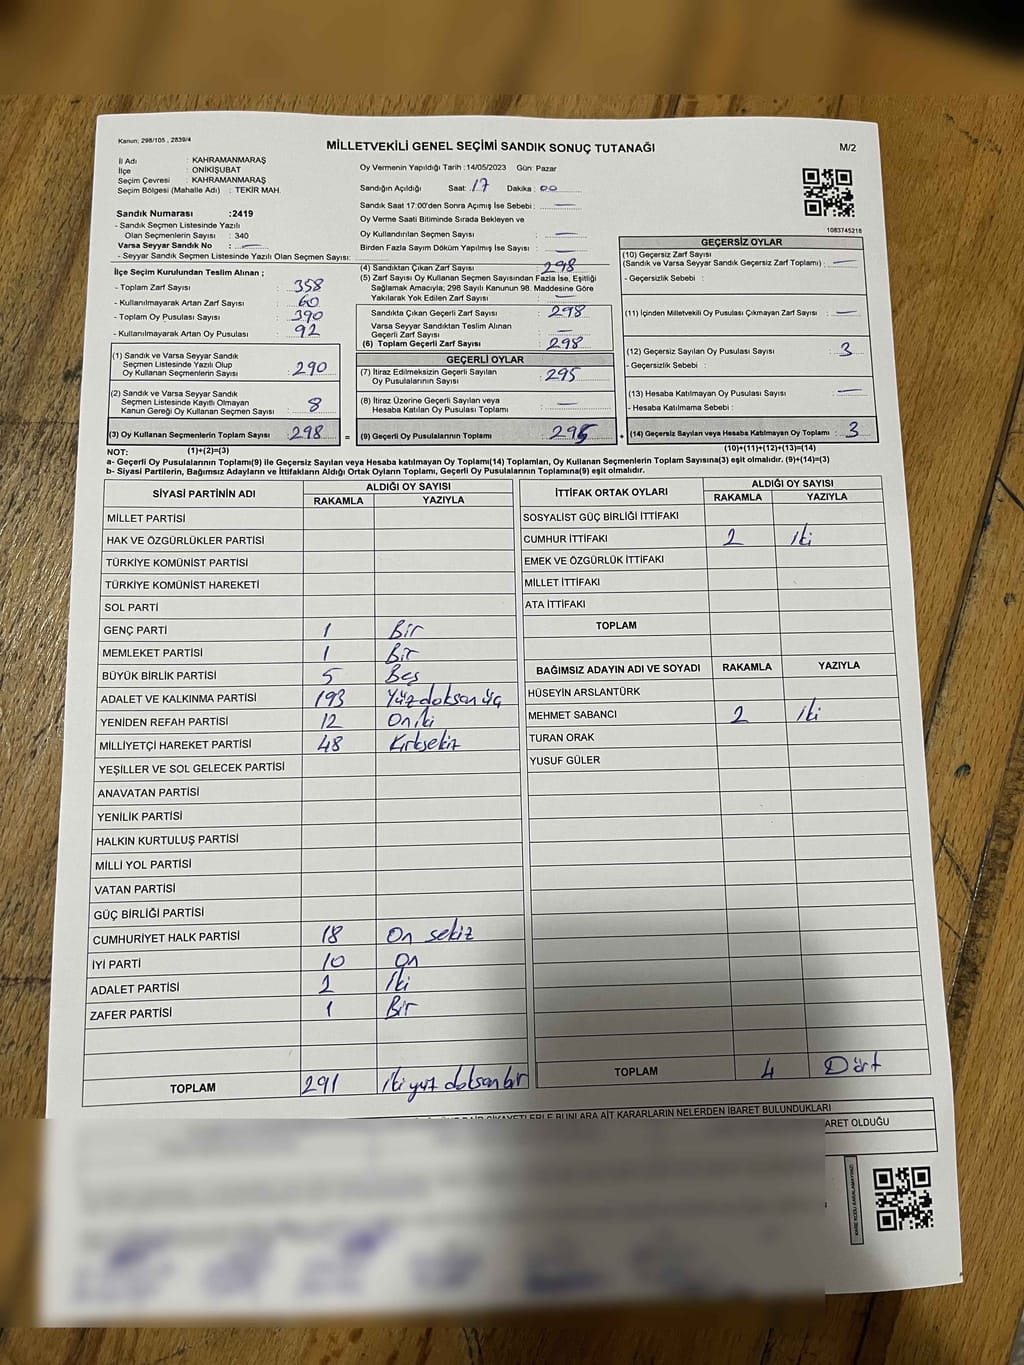 Kanun; 298/105 , 2839/4
MİLLETVEKİLİ GENEL SEÇİMİ SANDIK SONUÇ TUTANAĞI
M/2
İl Adı : KAHRAMANMARAŞ
İlçe : ONİKİŞUBAT
Seçim Çevresi : KAHRAMANMARAŞ
Seçim Bölgesi (Mahalle Adı) : TEKİR MAH.
Oy Vermenin Yapıldığı Tarih : 14/05/2023 Gün: Pazar
Sandığın Açıldığı Saat: 17 Dakika : 00
Sandık Saat 17:00'den Sonra Açımış İse Sebebi : —
Oy Verme Saati Bitiminde Sırada Bekleyen ve
Oy Kullandırılan Seçmen Sayısı : —
Birden Fazla Sayım Döküm Yapılmış İse Sayısı : —
1083745218
Sandık Numarası :2419
- Sandık Seçmen Listesinde Yazılı
Olan Seçmenlerin Sayısı : 340
Varsa Seyyar Sandık No : —
- Seyyar Sandık Seçmen Listesinde Yazılı Olan Seçmen Sayısı:
İlçe Seçim Kurulundan Teslim Alınan ;
- Toplam Zarf Sayısı : 358
- Kullanılmayarak Artan Zarf Sayısı : 60
- Toplam Oy Pusulası : 390
- Kullanılmayarak Artan Oy Pusulası : 92
(1) Sandık ve Varsa Seyyar Sandık
Seçmen Listesinde Yazılı Olup
Oy Kullanan Seçmenlerin Sayısı : 290
(2) Sandık ve Varsa Seyyar Sandık
Seçmen Listesinde Kayıtlı Olmayan
Kanun Gereği Oy Kullanan Seçmen Sayısı : 8
(3) Oy Kullanan Seçmenlerin Toplam Sayısı : 298 =
(4) Sandıktan Çıkan Zarf Sayısı : 298
(5) Zarf Sayısı Oy Kullanan Seçmen Sayısından Fazla İse, Eşitliği
Sağlamak Amacıyla; 298 Sayılı Kanunun 98. Maddesine Göre
Yakılarak Yok Edilen Zarf Sayısı : —
Sandıkta Çıkan Geçerli Zarf Sayısı : 298
Varsa Seyyar Sandıktan Teslim Alınan
Geçerli Zarf Sayısı : —
(6) Toplam Geçerli Zarf Sayısı : 298
GEÇERLİ OYLAR
(7) İtiraz Edilmeksizin Geçerli Sayılan
Oy Pusulalarının Sayısı : 295
(8) İtiraz Üzerine Geçerli Sayılan veya
Hesaba Katılan Oy Pusulası Toplamı : —
(9) Geçerli Oy Pusulalarının Toplamı : 295 +
GEÇERSİZ OYLAR
(10) Geçersiz Zarf Sayısı
(Sandık ve Varsa Seyyar Sandık Geçersiz Zarf Toplamı) : —
- Geçersizlik Sebebi :
(11) İçinden Milletvekili Oy Pusulası Çıkmayan Zarf Sayısı : —
(12) Geçersiz Sayılan Oy Pusulası Sayısı : 3
- Geçersizlik Sebebi :
(13) Hesaba Katılmayan Oy Pusulası Sayısı : —
- Hesaba Katılmama Sebebi :
(14) Geçersiz Sayılan veya Hesaba Katılmayan Oy Toplamı : 3
NOT: (1)+(2)=(3) (10)+(11)+(12)+(13)=(14)
a- Geçerli Oy Pusulalarının Toplamı(9) ile Geçersiz Sayılan veya Hesaba katılmayan Oy Toplamı(14) Toplamları, Oy Kullanan Seçmenlerin Toplam Sayısına(3) eşit olmalıdır. (9)+(14)=(3)
b- Siyasi Partilerin, Bağımsız Adayların ve İttifakların Aldığı Ortak Oyların Toplamı, Geçerli Oy Pusulalarının Toplamına(9) eşit olmalıdır.
SİYASİ PARTİNİN ADI ALDIĞI OY SAYISI
RAKAMLA YAZIYLA
MİLLET PARTİSİ
HAK VE ÖZGÜRLÜKLER PARTİSİ
TÜRKİYE KOMÜNİST PARTİSİ
TÜRKİYE KOMÜNİST HAREKETİ
SOL PARTİ
GENÇ PARTİ 1 Bir
MEMLEKET PARTİSİ 1 Bir
BÜYÜK BİRLİK PARTİSİ 5 Beş
ADALET VE KALKINMA PARTİSİ 193 Yüzdoksan üç
YENİDEN REFAH PARTİSİ 12 Oniki
MİLLİYETÇİ HAREKET PARTİSİ 48 Kırksekiz
YEŞİLLER VE SOL GELECEK PARTİSİ
ANAVATAN PARTİSİ
YENİLİK PARTİSİ
HALKIN KURTULUŞ PARTİSİ
MİLLİ YOL PARTİSİ
VATAN PARTİSİ
GÜÇ BİRLİĞİ PARTİSİ
CUMHURİYET HALK PARTİSİ 18 On sekiz
İYİ PARTİ 10 On
ADALET PARTİSİ 2 İki
ZAFER PARTİSİ 1 Bir
TOPLAM 291 İki yüz doksan bir
İTTİFAK ORTAK OYLARI ALDIĞI OY SAYISI
RAKAMLA YAZIYLA
SOSYALİST GÜÇ BİRLİĞİ İTTİFAKI
CUMHUR İTTİFAKI 2 iki
EMEK VE ÖZGÜRLÜK İTTİFAKI
MİLLET İTTİFAKI
ATA İTTİFAKI
TOPLAM
BAĞIMSIZ ADAYIN ADI VE SOYADI RAKAMLA YAZIYLA
HÜSEYİN ARSLANTÜRK
MEHMET SABANCI 2 iki
TURAN ORAK
YUSUF GÜLER
TOPLAM 4 Dört
ŞİKAYETLERLE BUNLARA AİT KARARLARIN NELERDEN İBARET BULUNDUKLARI
ARET OLDUĞU